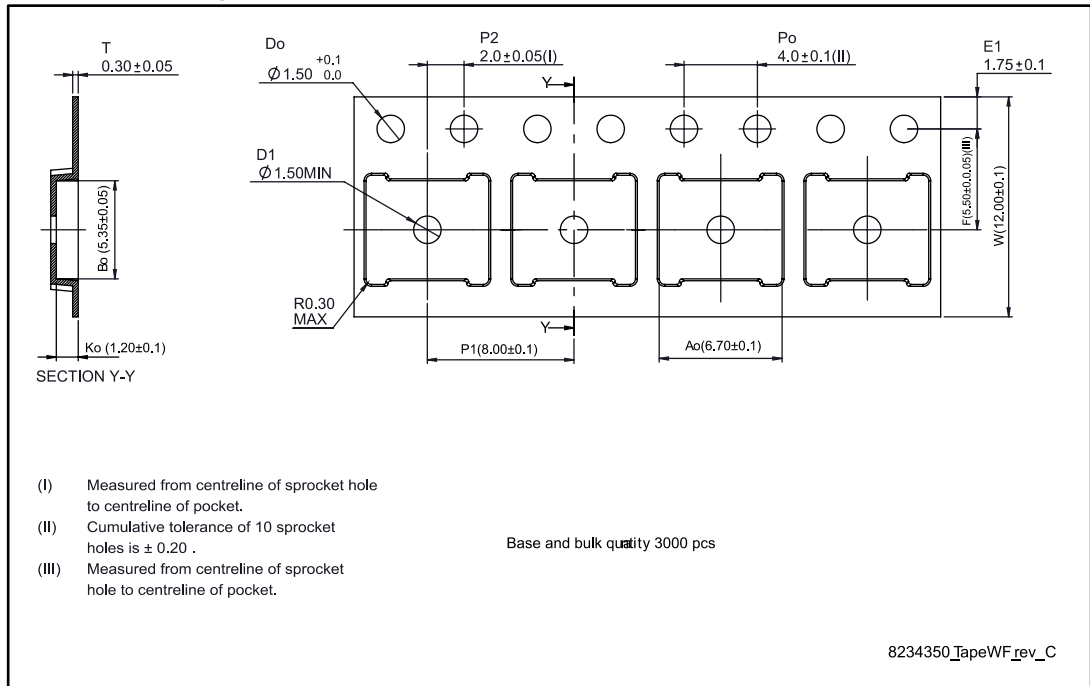 T
0.30±0.05
Do
Ø1.50 +0.1 0.0
P2
2.0±0.05(I)
Po
4.0±0.1(II)
E1
1.75±0.1
Y
D1
Ø1.50MIN
Bo (5.35±0.05)
F(5.50±0.0.05)(III)
W(12.00±0.1)
R0.30
MAX
Y
Ko (1.20±0.1)
P1(8.00±0.1)
Ao(6.70±0.1)
SECTION Y-Y
(I) Measured from centreline of sprocket hole
to centreline of pocket.
(II) Cumulative tolerance of 10 sprocket
holes is ± 0.20 .
(III) Measured from centreline of sprocket
hole to centreline of pocket.
Base and bulk quantity 3000 pcs
8234350_TapeWF_rev_C